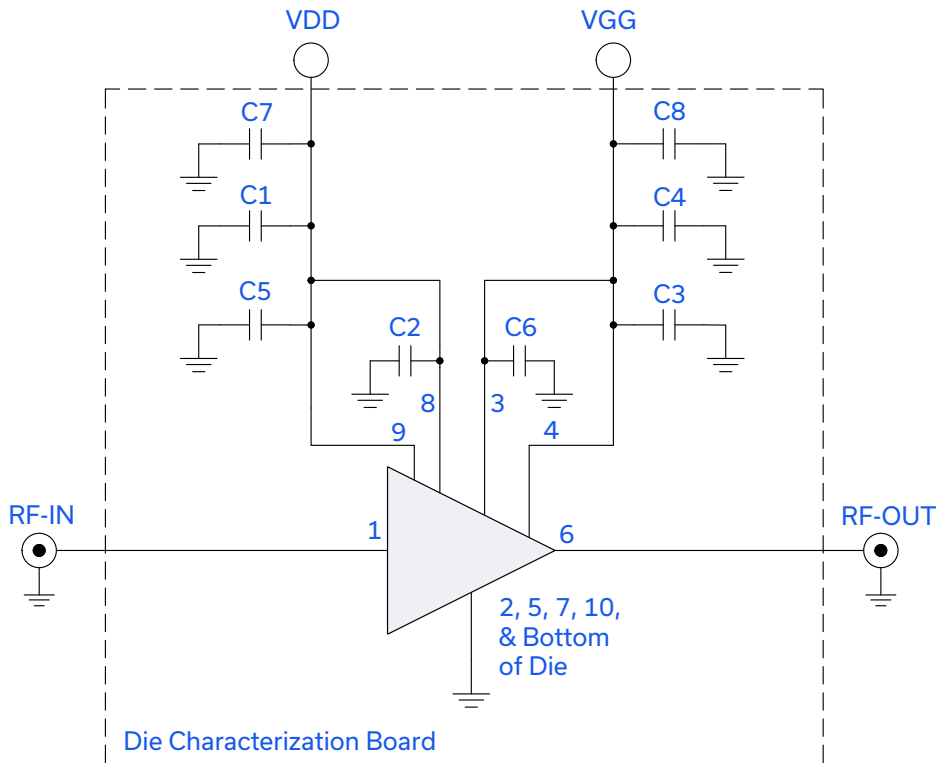 VDD
VGG
C7
C8
C1
C4
C5
C3
C2
C6
8
3
9
4
RF-IN
1
6
RF-OUT
2, 5, 7, 10,
& Bottom
of Die
Die Characterization Board